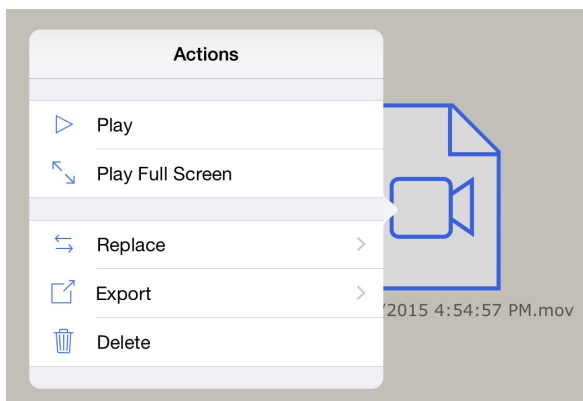 Actions
Play
Play Full Screen
Replace
Export
Delete
/2015 4:54:57 PM.mov